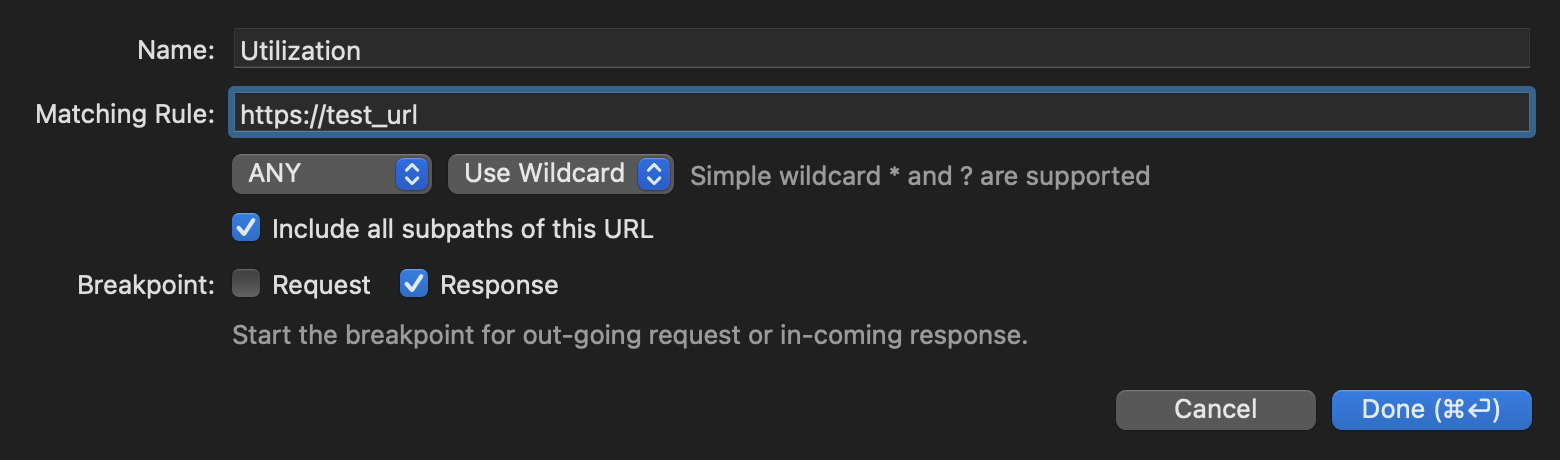 Name: Utilization
Matching Rule: https://test_url
ANY Use Wildcard Simple wildcard * and ? are supported
Include all subpaths of this URL
Breakpoint: Request Response
Start the breakpoint for out-going request or in-coming response.
Cancel Done (⌘⏎)